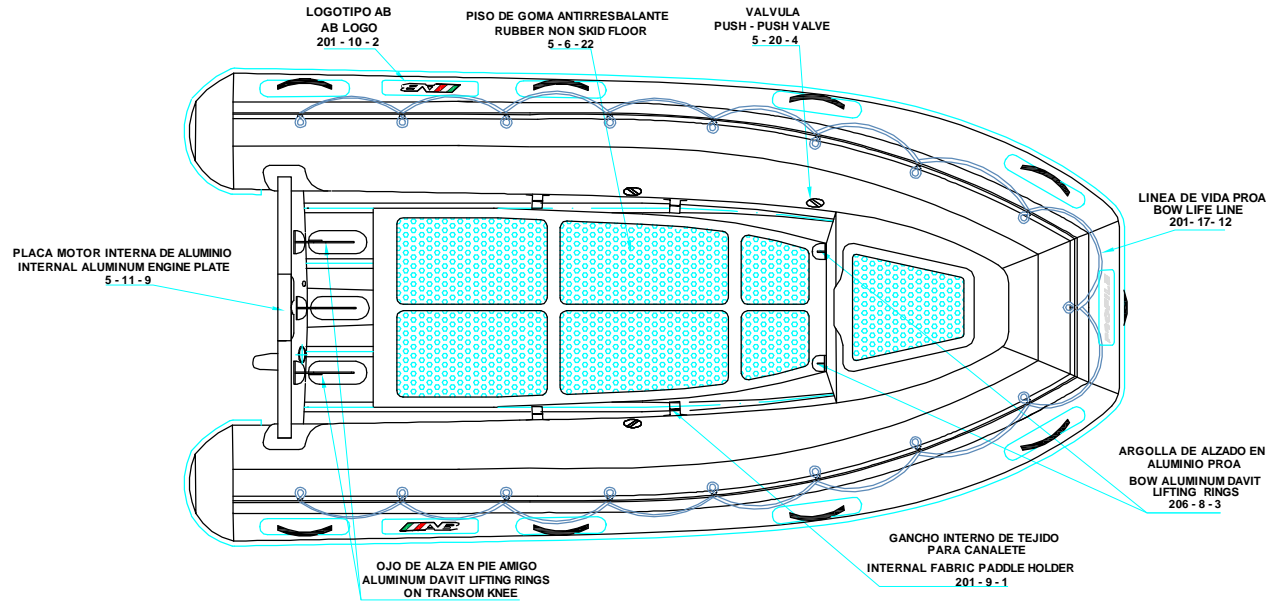 LOGOTIPO AB
AB LOGO
201 - 10 - 2
PISO DE GOMA ANTIRRESBALANTE
RUBBER NON SKID FLOOR
5 - 6 - 22
VALVULA
PUSH - PUSH VALVE
5 - 20 - 4
AB
LINEA DE VIDA PROA
BOW LIFE LINE
201- 17- 12
PLACA MOTOR INTERNA DE ALUMINIO
INTERNAL ALUMINUM ENGINE PLATE
5 - 11 - 9
ARGOLLA DE ALZADO EN
ALUMINIO PROA
BOW ALUMINUM DAVIT
LIFTING RINGS
206 - 8 - 3
AB
GANCHO INTERNO DE TEJIDO
PARA CANALETE
INTERNAL FABRIC PADDLE HOLDER
201 - 9 - 1
OJO DE ALZA EN PIE AMIGO
ALUMINUM DAVIT LIFTING RINGS
ON TRANSOM KNEE